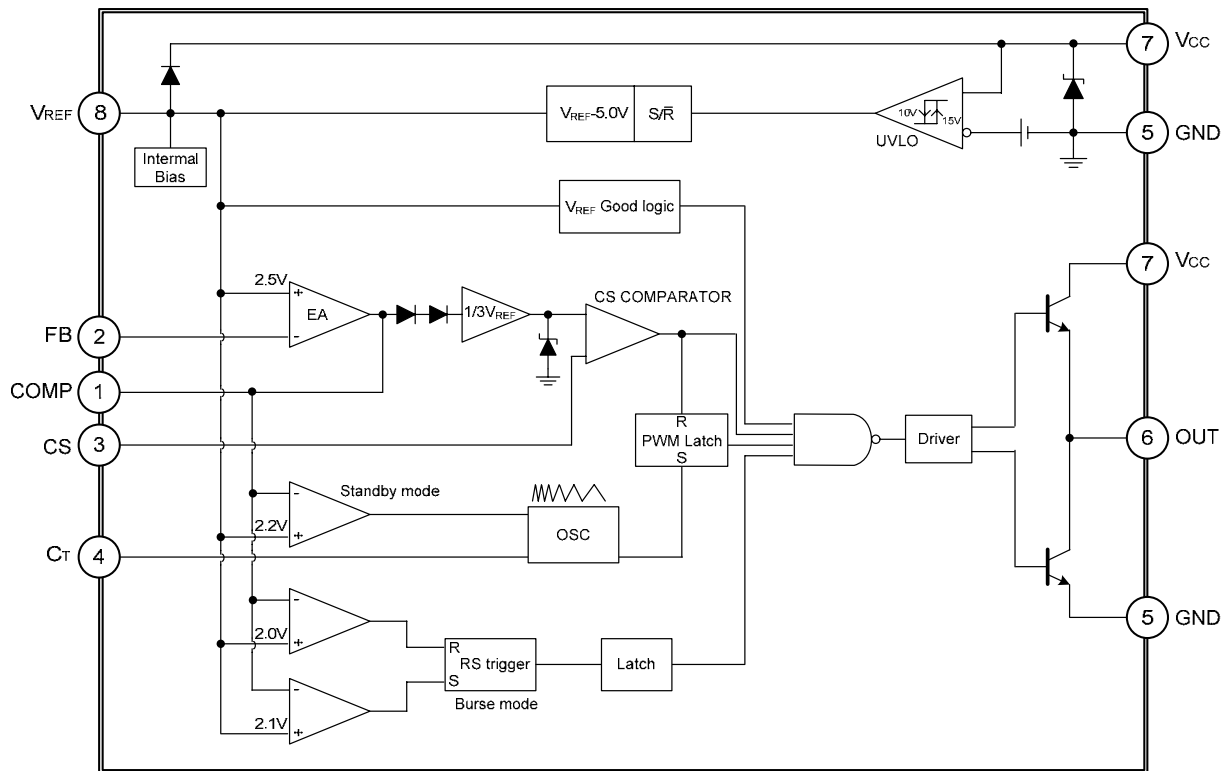 7 VCC
VREF 8
VREF-5.0V S/R̅
10V 15V
UVLO
5 GND
Intermal
Bias
VREF Good logic
7 VCC
2.5V
+
EA
-
1/3VREF
CS COMPARATOR
FB 2
COMP 1
CS 3
R
PWM Latch
S
Driver
6 OUT
Standby mode
-
2.2V +
OSC
CT 4
-
2.0V +
R
RS trigger
S
Latch
Burse mode
-
2.1V +
5 GND